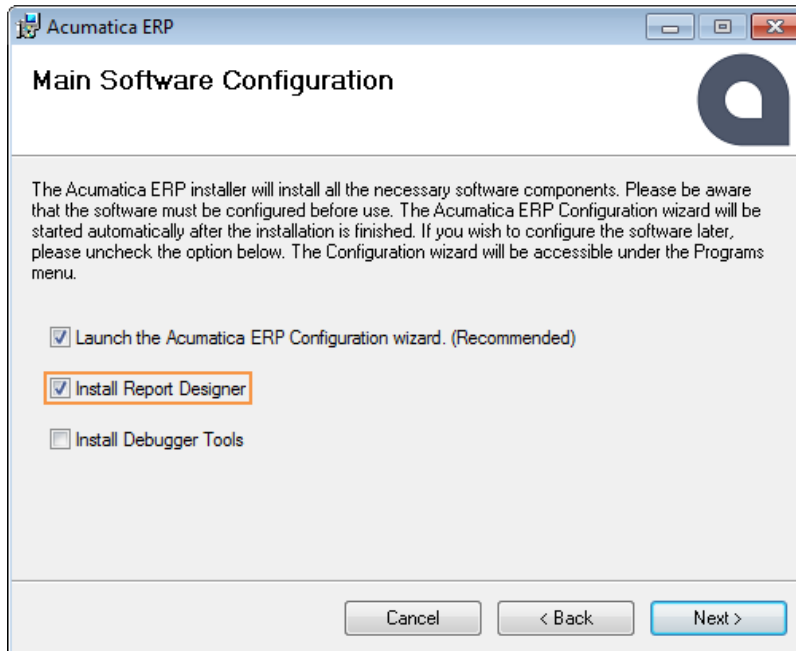 Acumatica ERP
Main Software Configuration
The Acumatica ERP installer will install all the necessary software components. Please be aware
that the software must be configured before use. The Acumatica ERP Configuration wizard will be
started automatically after the installation is finished. If you wish to configure the software later,
please uncheck the option below. The Configuration wizard will be accessible under the Programs
menu.
Launch the Acumatica ERP Configuration wizard. (Recommended)
Install Report Designer
Install Debugger Tools
Cancel
< Back
Next >